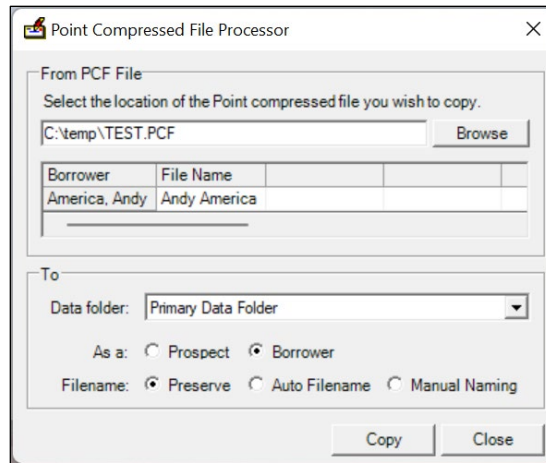 Point Compressed File Processor
From PCF File
Select the location of the Point compressed file you wish to copy.
C:\temp\TEST.PCF Browse
Borrower File Name
America, Andy Andy America
To
Data folder: Primary Data Folder
As a: Prospect Borrower
Filename: Preserve Auto Filename Manual Naming
Copy Close